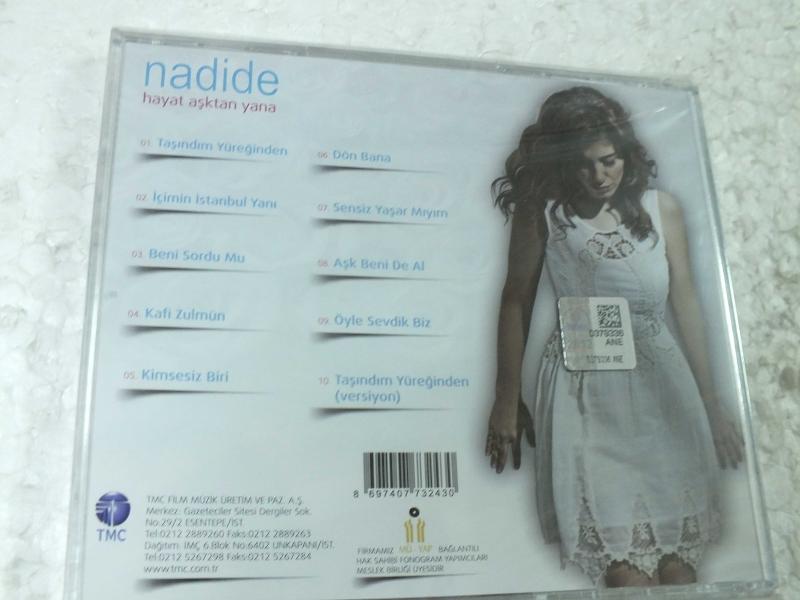 nadide
hayat aşktan yana
01. Taşındım Yüreğinden
02. İçimin İstanbul Yanı
03. Beni Sordu Mu
04. Kafi Zulmün
05. Kimsesiz Biri
06. Dön Bana
07. Sensiz Yaşar Mıyım
08. Aşk Beni De Al
09. Öyle Sevdik Biz
10. Taşındım Yüreğinden
(versiyon)
0379336
ANE
TMC
TMC FİLM MÜZİK ÜRETİM VE PAZ. A.Ş.
Merkez: Gazeteciler Sitesi Dergiler Sok.
No:29/2 ESENTEPE/İST.
Tel:0212 2889260 Faks:0212 2889263
Dağıtım: İMÇ 6.Blok No:6402 UNKAPANI/İST.
Tel:0212 5267298 Faks:0212 5267284
www.tmc.com.tr
8 697407 732430
FİRMAMIZ MÜ-YAP BAĞLANTILI
HAK SAHİBİ FONOGRAM YAPIMCILARI
MESLEK BİRLİĞİ ÜYESİDİR